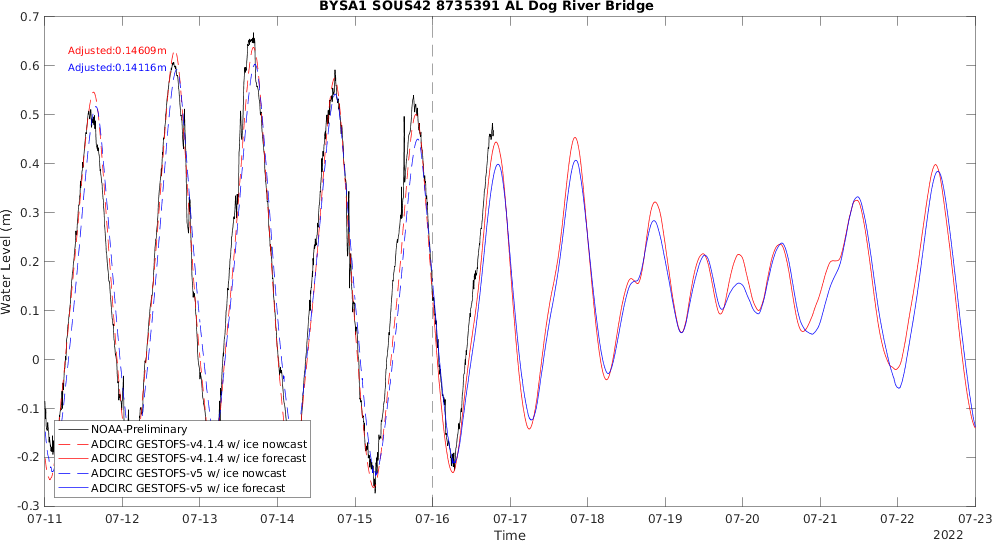 BYSA1 SOUS42 8735391 AL Dog River Bridge
0.7
0.6
0.5
0.4
0.3
0.2
0.1
0
-0.1
-0.2
-0.3
Water Level (m)
Adjusted:0.14609m
Adjusted:0.14116m
NOAA-Preliminary
ADCIRC GESTOFS-v4.1.4 w/ ice nowcast
ADCIRC GESTOFS-v4.1.4 w/ ice forecast
ADCIRC GESTOFS-v5 w/ ice nowcast
ADCIRC GESTOFS-v5 w/ ice forecast
07-11 07-12 07-13 07-14 07-15 07-16 07-17 07-18 07-19 07-20 07-21 07-22 07-23
Time
2022